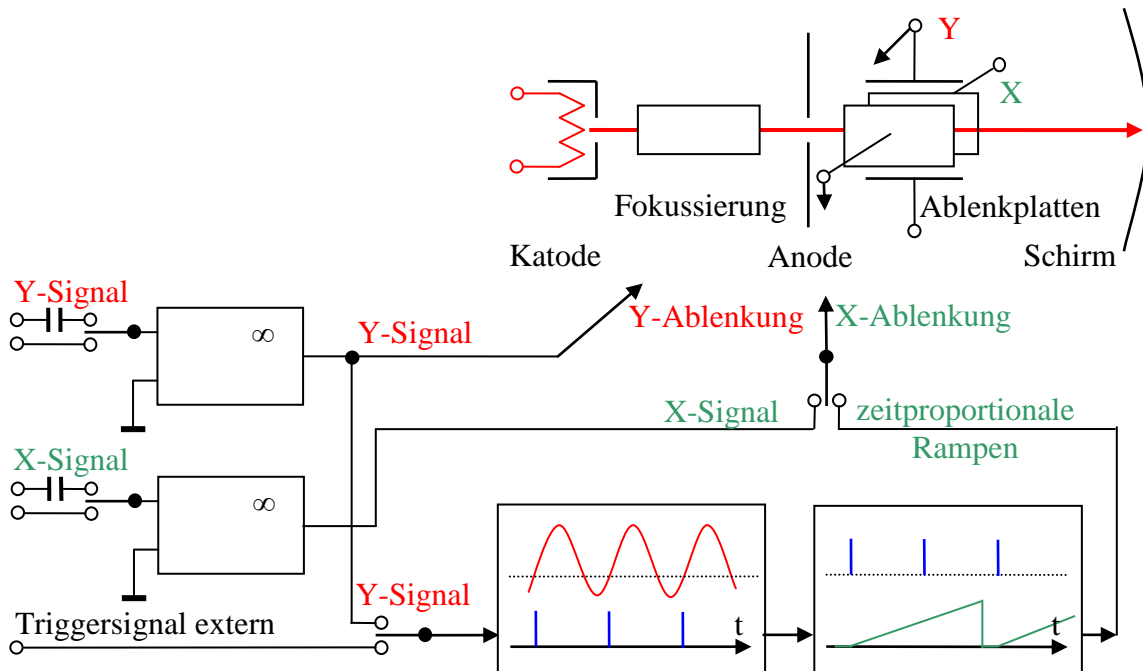 Y
X
Fokussierung
Ablenkplatten
Katode
Anode
Schirm
Y-Signal
∞
Y-Signal
Y-Ablenkung
X-Ablenkung
X-Signal
zeitproportionale
Rampen
X-Signal
∞
Y-Signal
Triggersignal extern
t
t